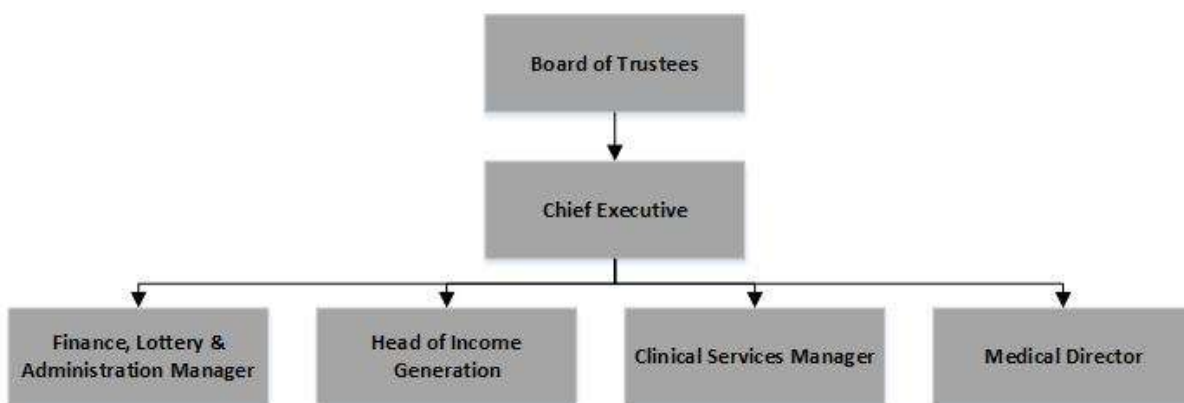 Board of Trustees
Chief Executive
Finance, Lottery &
Administration Manager
Head of Income
Generation
Clinical Services Manager
Medical Director